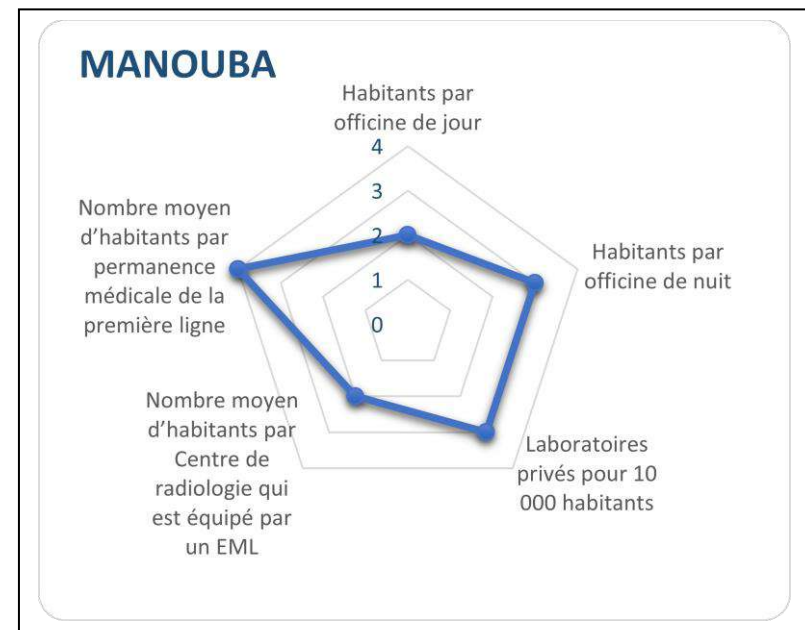 MANOUBA
Habitants par
officine de jour
4
3
2
1
0
Habitants par
officine de nuit
Laboratoires
privés pour 10
000 habitants
Nombre moyen
d’habitants par
Centre de
radiologie qui
est équipé par
un EML
Nombre moyen
d’habitants par
permanence
médicale de la
première ligne